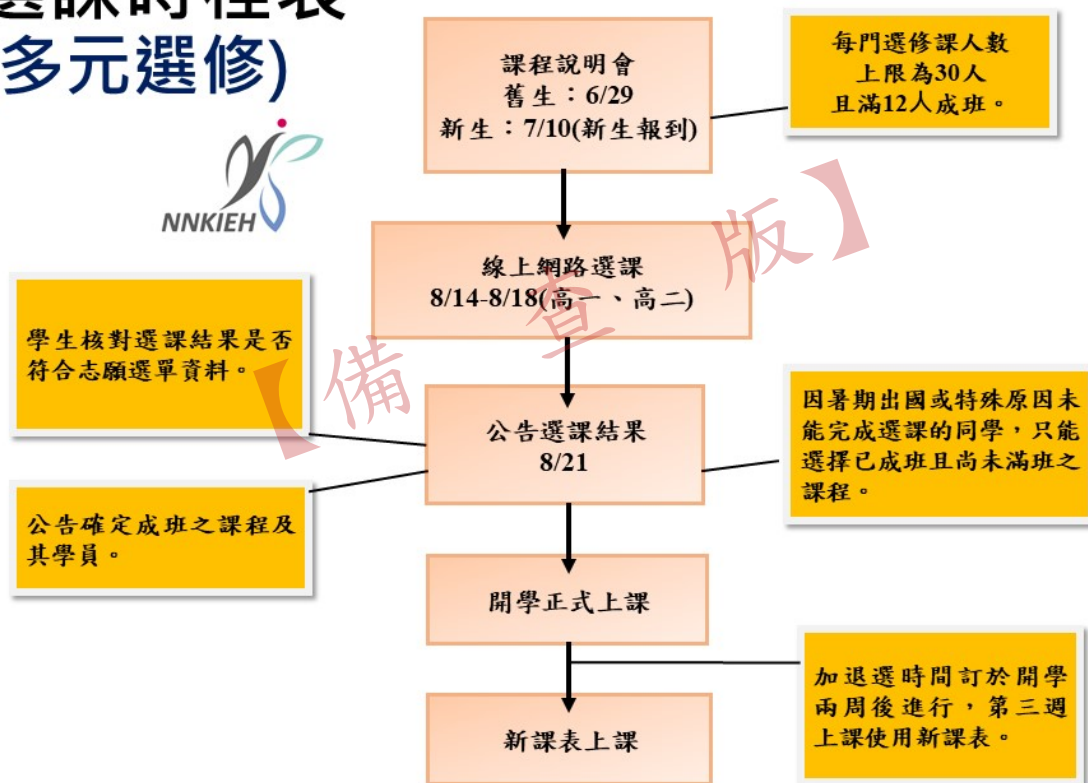 選課時程表
(多元選修)
NNKIEH
課程說明會
舊生：6/29
新生：7/10(新生報到)
每門選修課人數
上限為30人
且滿12人成班。
線上網路選課
8/14-8/18(高一、高二)
學生核對選課結果是否
符合志願選單資料。
公告選課結果
8/21
公告確定成班之課程及
其學員。
因暑期出國或特殊原因未
能完成選課的同學，只能
選擇已成班且尚未滿班之
課程。
開學正式上課
加退選時間訂於開學
兩周後進行，第三週
上課使用新課表。
新課表上課
【備查版】